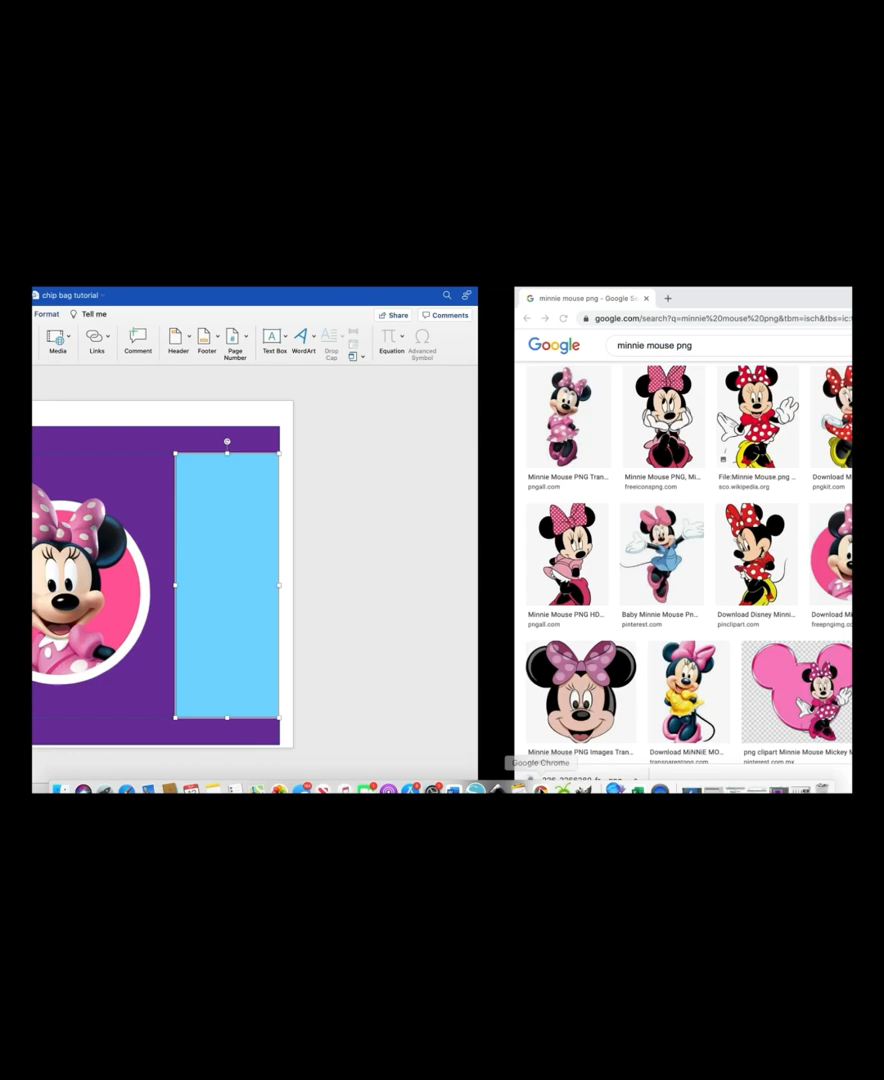 chip bag tutorial
Format
Tell me
Share
Comments
Media
Links
Comment
Header
Footer
Page
Number
Text Box
WordArt
Drop
Cap
Equation
Advanced
Symbol
minnie mouse png - Google Se
google.com/search?q=minnie%20mouse%20png&tbm=isch&tbs=ic:
Google
minnie mouse png
Minnie Mouse PNG Tran...
Minnie Mouse PNG, Mi...
File:Minnie Mouse.png ...
Download M
pngall.com
freeiconspng.com
sco.wikipedia.org
pngkit.com
Minnie Mouse PNG HD...
Baby Minnie Mouse Pn...
Download Disney Minni...
Download Mi
pngall.com
pinterest.com
pinclipart.com
freepngimg.c
Minnie Mouse PNG Images Tran...
Download MiNNiE MO...
png clipart Minnie Mouse Mickey M
transparentpng.com
pinterest.com.mx
Google Chrome